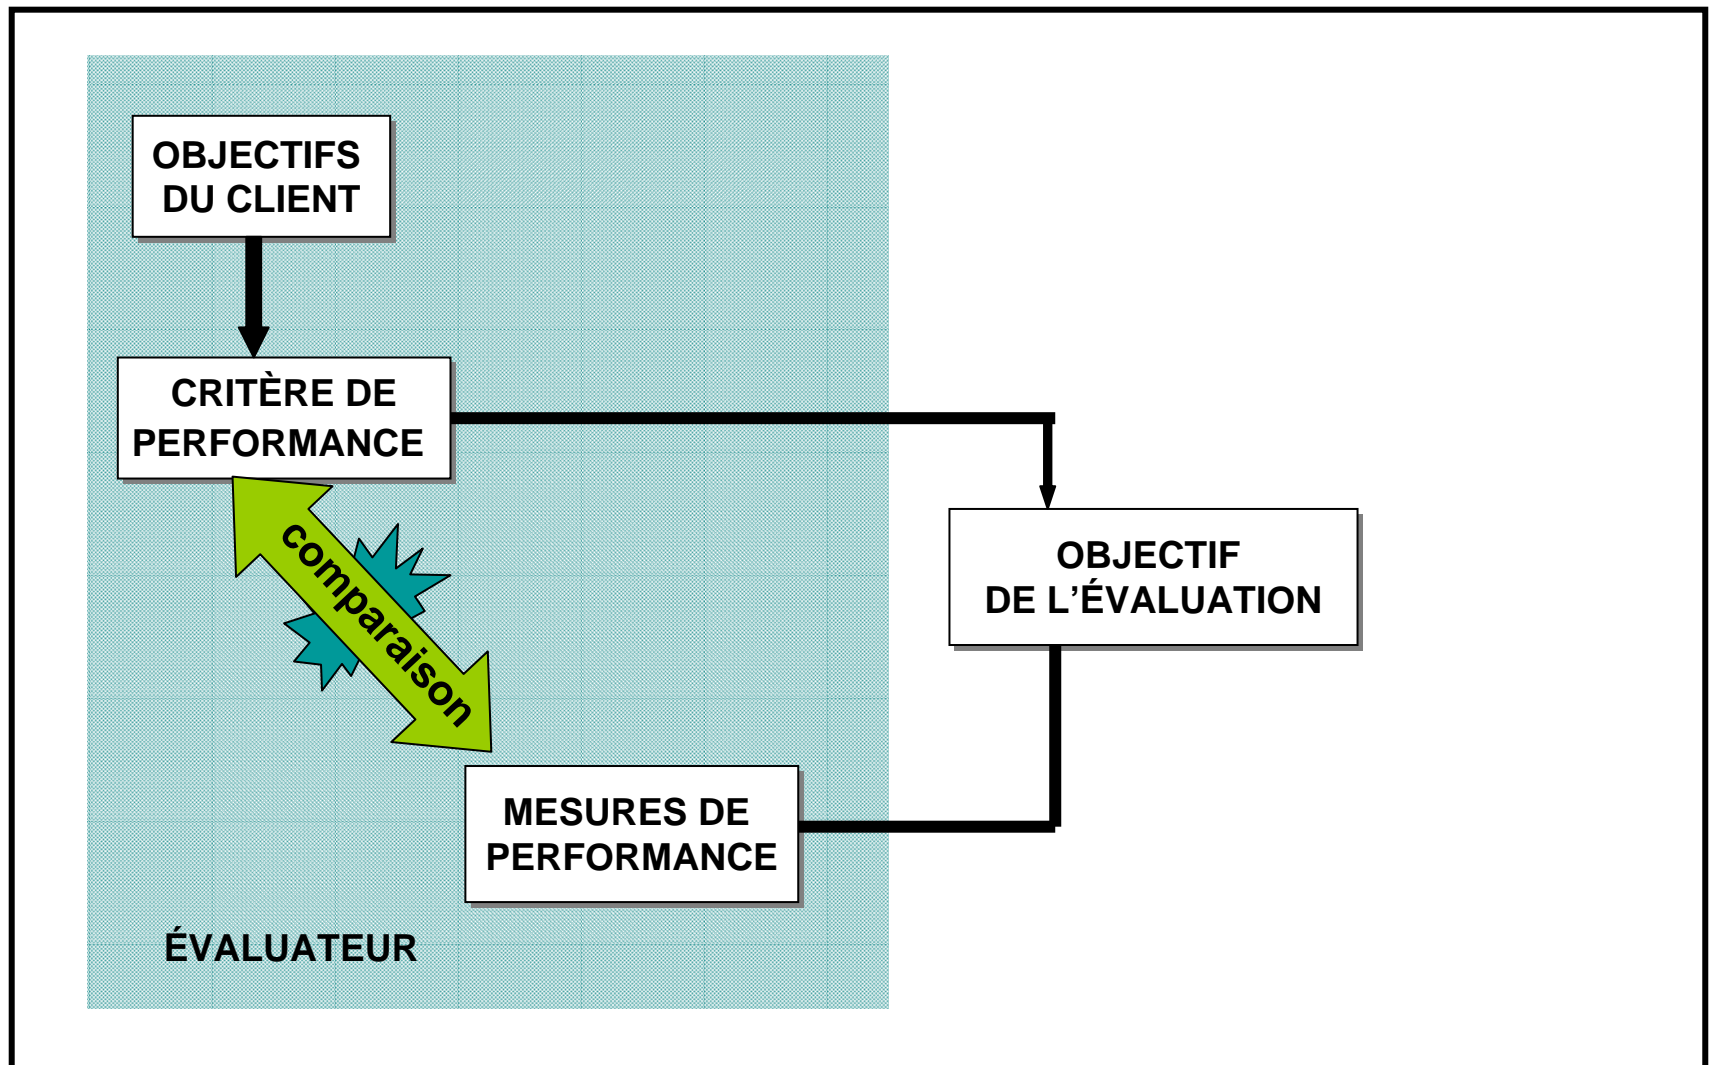 OBJECTIFS
DU CLIENT
CRITÈRE DE
PERFORMANCE
comparaison
OBJECTIF
DE L’ÉVALUATION
MESURES DE
PERFORMANCE
ÉVALUATEUR